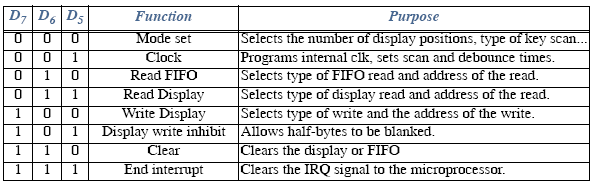 D7 D6 D5 Function Purpose
0 0 0 Mode set Selects the number of display positions, type of key scan...
0 0 1 Clock Programs internal clk, sets scan and debounce times.
0 1 0 Read FIFO Selects type of FIFO read and address of the read.
0 1 1 Read Display Selects type of display read and address of the read.
1 0 0 Write Display Selects type of write and the address of the write.
1 0 1 Display write inhibit Allows half-bytes to be blanked.
1 1 0 Clear Clears the display or FIFO
1 1 1 End interrupt Clears the IRQ signal to the microprocessor.